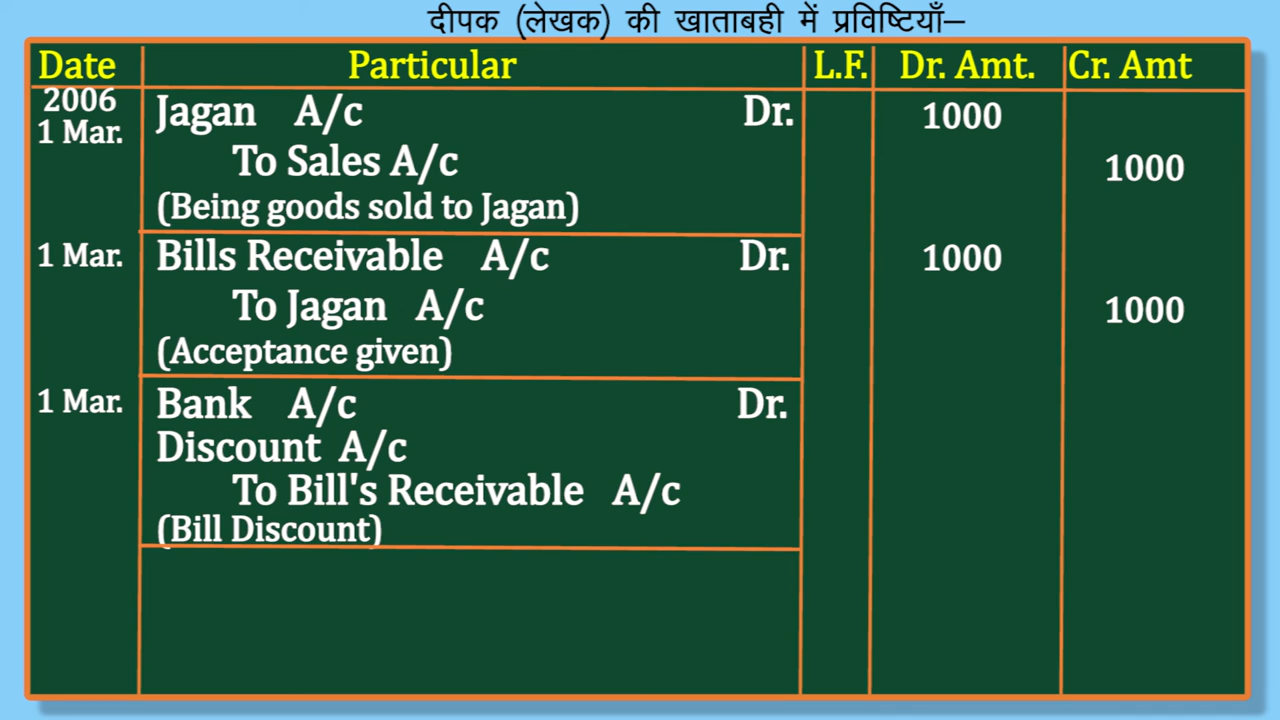 दीपक (लेखक) की खाताबही में प्रविष्टियाँ–
Date Particular L.F. Dr. Amt. Cr. Amt
2006
1 Mar. Jagan A/c Dr. 1000
To Sales A/c 1000
(Being goods sold to Jagan)
1 Mar. Bills Receivable A/c Dr. 1000
To Jagan A/c 1000
(Acceptance given)
1 Mar. Bank A/c Dr.
Discount A/c
To Bill's Receivable A/c
(Bill Discount)